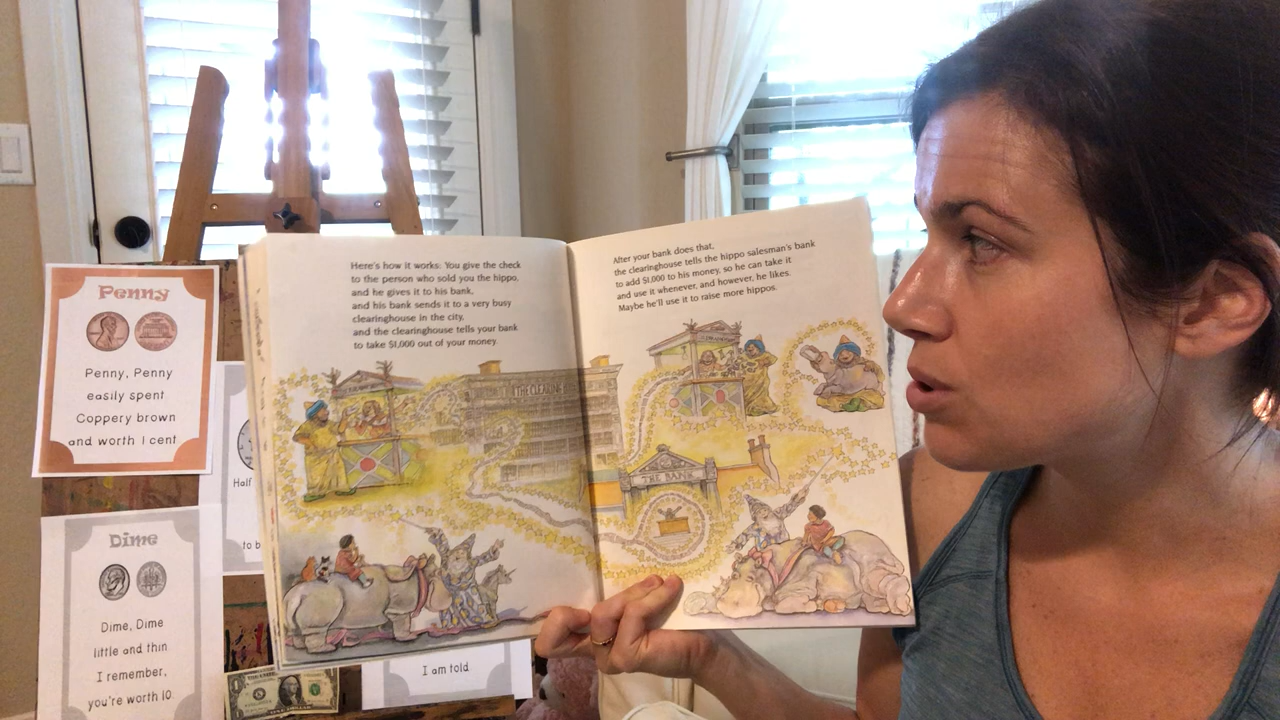 Penny
Penny, Penny
easily spent
Coppery brown
and worth 1 cent
Half
to b
Dime
Dime, Dime
little and thin
I remember,
you're worth 10.
I am told.
Here's how it works: You give the check
to the person who sold you the hippo,
and he gives it to his bank,
and his bank sends it to a very busy
clearinghouse in the city,
and the clearinghouse tells your bank
to take $1,000 out of your money.
THE CLEARING
After your bank does that,
the clearinghouse tells the hippo salesman's bank
to add $1,000 to his money, so he can take it
and use it whenever, and however, he likes.
Maybe he'll use it to raise more hippos.
THE BANK